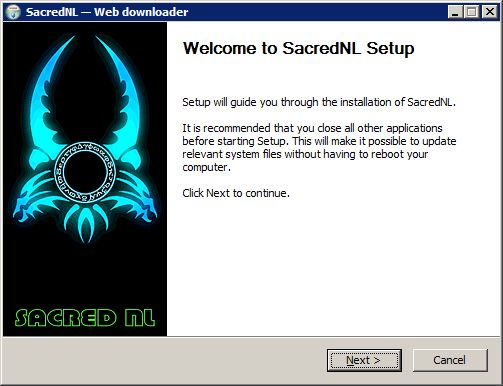 SacredNL — Web downloader
Welcome to SacredNL Setup
Setup will guide you through the installation of SacredNL.
It is recommended that you close all other applications
before starting Setup. This will make it possible to update
relevant system files without having to reboot your
computer.
Click Next to continue.
SACRED NL
Next >
Cancel